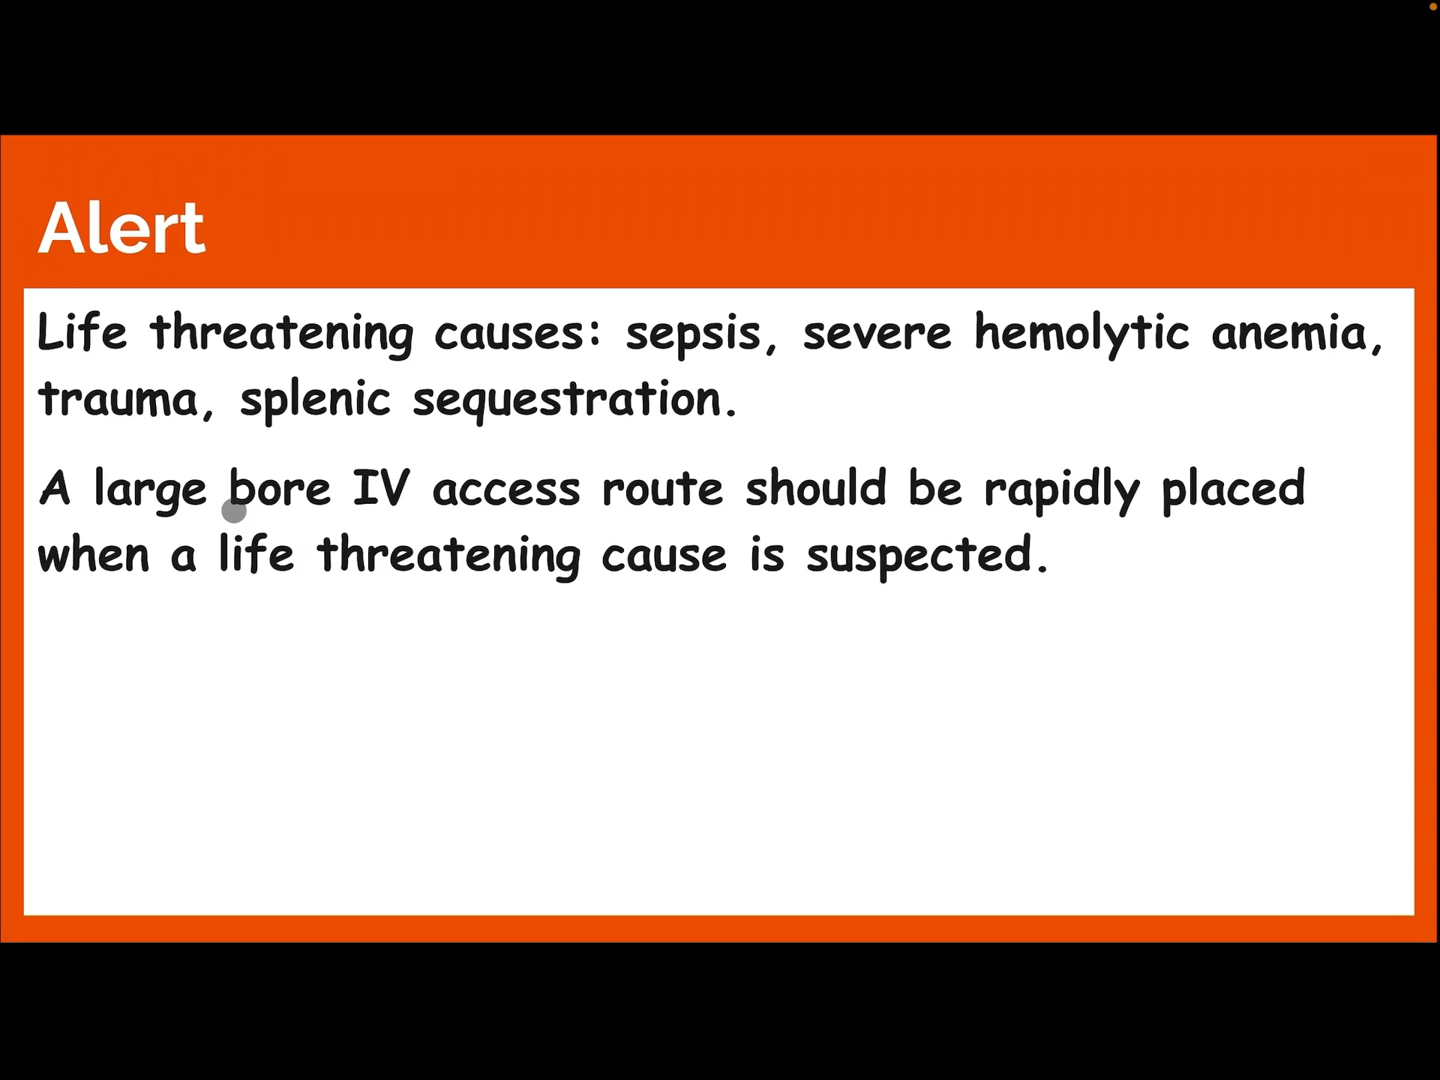 Alert
Life threatening causes: sepsis, severe hemolytic anemia,
trauma, splenic sequestration.
A large bore IV access route should be rapidly placed
when a life threatening cause is suspected.